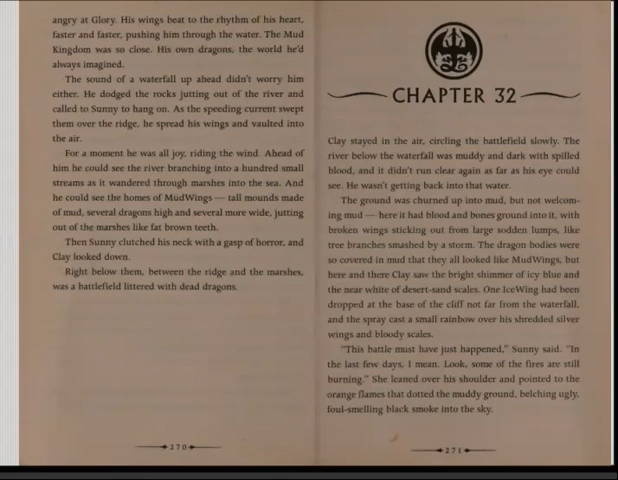 angry at Glory. His wings beat to the rhythm of his heart,
faster and faster, pushing him through the water. The Mud
Kingdom was so close. His own dragons, the world he'd
always imagined.
The sound of a waterfall up ahead didn't worry him
either. He dodged the rocks jutting out of the river and
called to Sunny to hang on. As the speeding current swept
them over the ridge, he spread his wings and vaulted into
the air.
For a moment he was all joy, riding the wind. Ahead of
him he could see the river branching into a hundred small
streams as it wandered through marshes into the sea. And
he could see the homes of MudWings — tall mounds made
of mud, several dragons high and several more wide, jutting
out of the marshes like fat brown teeth.
Then Sunny clutched his neck with a gasp of horror, and
Clay looked down.
Right below them, between the ridge and the marshes,
was a battlefield littered with dead dragons.
270
CHAPTER 32
Clay stayed in the air, circling the battlefield slowly. The
river below the waterfall was muddy and dark with spilled
blood, and it didn't run clear again as far as his eye could
see. He wasn't getting back into that water.
The ground was churned up into mud, but not welcom-
ing mud — here it had blood and bones ground into it, with
broken wings sticking out from large sodden lumps, like
tree branches smashed by a storm. The dragon bodies were
so covered in mud that they all looked like MudWings, but
here and there Clay saw the bright shimmer of icy blue and
the near white of desert-sand scales. One IceWing had been
dropped at the base of the cliff not far from the waterfall,
and the spray cast a small rainbow over his shredded silver
wings and bloody scales.
"This battle must have just happened," Sunny said. "In
the last few days, I mean. Look, some of the fires are still
burning." She leaned over his shoulder and pointed to the
orange flames that dotted the muddy ground, belching ugly,
foul-smelling black smoke into the sky.
271